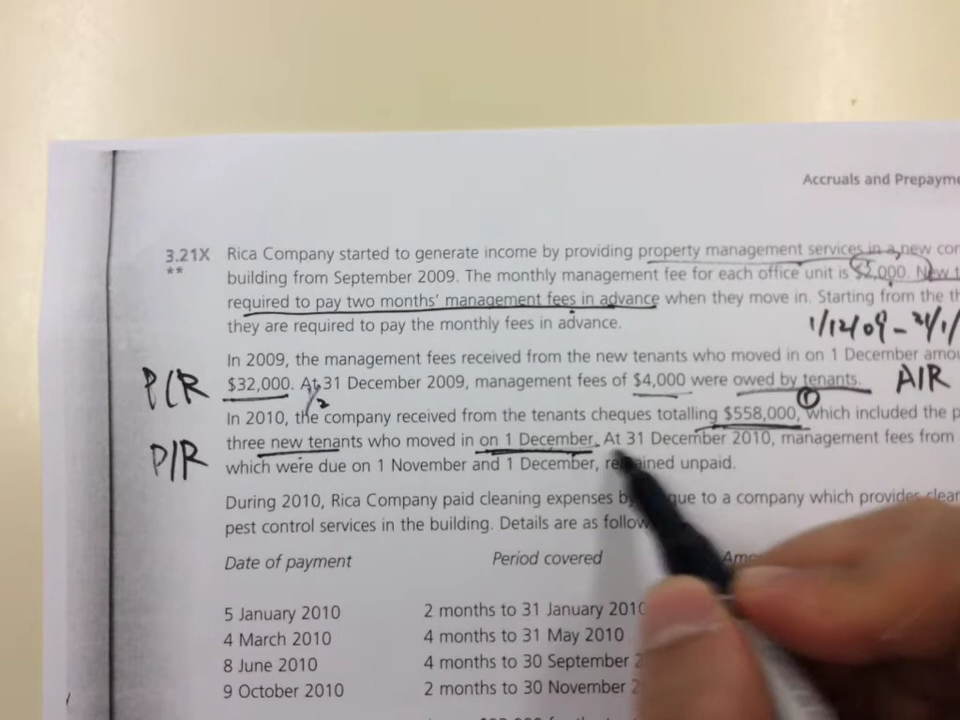 Accruals and Prepayme
3.21X Rica Company started to generate income by providing property management services in a new con
** building from September 2009. The monthly management fee for each office unit is $2,000. New t
required to pay two months' management fees in advance when they move in. Starting from the th
they are required to pay the monthly fees in advance.
1/12/09 -
In 2009, the management fees received from the new tenants who moved in on 1 December amou
$32,000. At 31 December 2009, management fees of $4,000 were owed by tenants. A/R
1/2 ①
In 2010, the company received from the tenants cheques totalling $558,000, which included the p
three new tenants who moved in on 1 December. At 31 December 2010, management fees from
P/R which were due on 1 November and 1 December, remained unpaid.
During 2010, Rica Company paid cleaning expenses by to a company which provides clear
pest control services in the building. Details are as follow
Date of payment Period covered Am
5 January 2010 2 months to 31 January 2010
4 March 2010 4 months to 31 May 2010
8 June 2010 4 months to 30 September 2
9 October 2010 2 months to 30 November 2